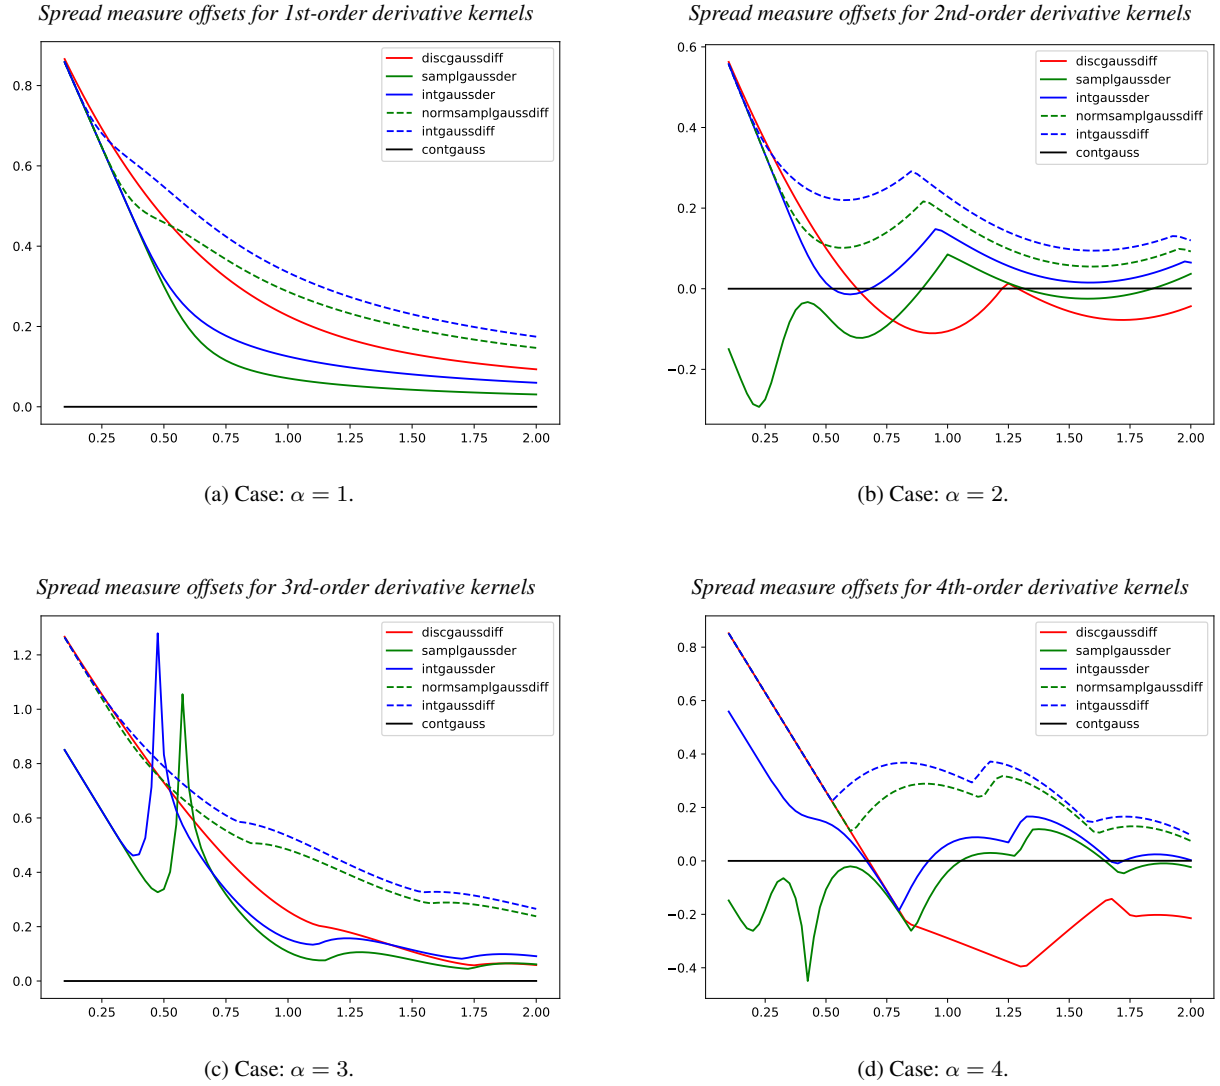 Spread measure offsets for 1st-order derivative kernels
0.8
0.6
0.4
0.2
0.0
discgaussdiff
samplgaussder
intgaussder
normsamplgaussdiff
intgaussdiff
contgauss
0.25 0.50 0.75 1.00 1.25 1.50 1.75 2.00
(a) Case: α = 1.
Spread measure offsets for 2nd-order derivative kernels
0.6
0.4
0.2
0.0
−0.2
discgaussdiff
samplgaussder
intgaussder
normsamplgaussdiff
intgaussdiff
contgauss
0.25 0.50 0.75 1.00 1.25 1.50 1.75 2.00
(b) Case: α = 2.
Spread measure offsets for 3rd-order derivative kernels
1.2
1.0
0.8
0.6
0.4
0.2
0.0
discgaussdiff
samplgaussder
intgaussder
normsamplgaussdiff
intgaussdiff
contgauss
0.25 0.50 0.75 1.00 1.25 1.50 1.75 2.00
(c) Case: α = 3.
Spread measure offsets for 4th-order derivative kernels
0.8
0.6
0.4
0.2
0.0
−0.2
−0.4
discgaussdiff
samplgaussder
intgaussder
normsamplgaussdiff
intgaussdiff
contgauss
0.25 0.50 0.75 1.00 1.25 1.50 1.75 2.00
(d) Case: α = 4.